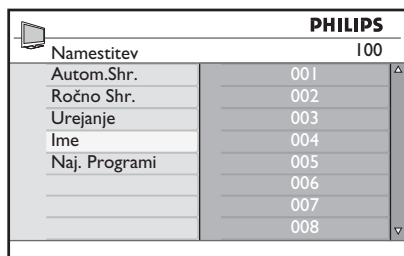 PHILIPS
Namestitev 100
Autom.Shr. 001
Ročno Shr. 002
Urejanje 003
Ime 004
Naj. Programi 005
006
007
008